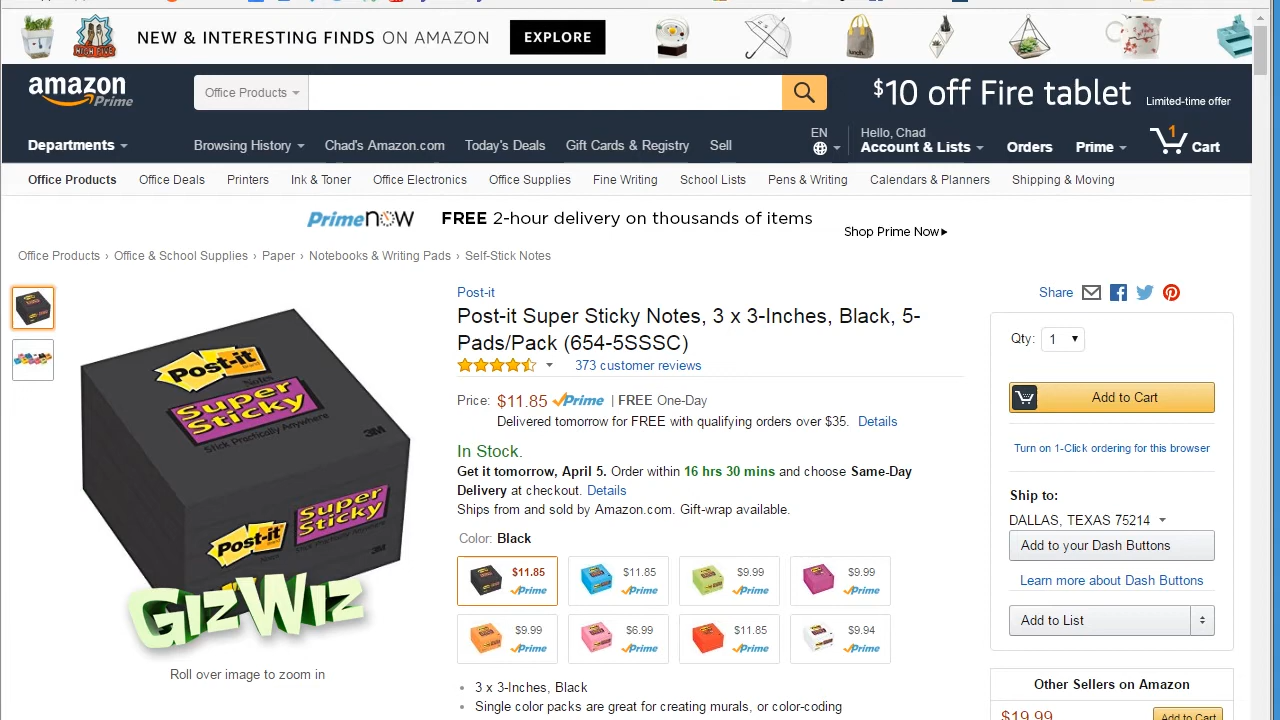 HIGH FIVE
NEW & INTERESTING FINDS ON AMAZON
EXPLORE
lunch.
amazon
Prime
Office Products
$10 off Fire tablet Limited-time offer
Departments
Browsing History
Chad's Amazon.com
Today's Deals
Gift Cards & Registry
Sell
EN
Hello, Chad
Account & Lists
Orders
Prime
1
Cart
Office Products
Office Deals
Printers
Ink & Toner
Office Electronics
Office Supplies
Fine Writing
School Lists
Pens & Writing
Calendars & Planners
Shipping & Moving
PrimeNOW FREE 2-hour delivery on thousands of items
Shop Prime Now
Office Products › Office & School Supplies › Paper › Notebooks & Writing Pads › Self-Stick Notes
Post-it
Notes
Super
Sticky
Stick Practically Anywhere
3M
Post-it
Super
Sticky
3M
GizWiz
Roll over image to zoom in
Post-it
Post-it Super Sticky Notes, 3 x 3-Inches, Black, 5-
Pads/Pack (654-5SSSC)
373 customer reviews
Price: $11.85 Prime | FREE One-Day
Delivered tomorrow for FREE with qualifying orders over $35. Details
In Stock.
Get it tomorrow, April 5. Order within 16 hrs 30 mins and choose Same-Day
Delivery at checkout. Details
Ships from and sold by Amazon.com. Gift-wrap available.
Color: Black
$11.85 Prime
$11.85 Prime
$9.99 Prime
$9.99 Prime
$9.99 Prime
$6.99 Prime
$11.85 Prime
$9.94 Prime
3 x 3-Inches, Black
Single color packs are great for creating murals, or color-coding
Share
Qty: 1
Add to Cart
Turn on 1-Click ordering for this browser
Ship to:
DALLAS, TEXAS 75214
Add to your Dash Buttons
Learn more about Dash Buttons
Add to List
Other Sellers on Amazon
$19.99
Add to Cart